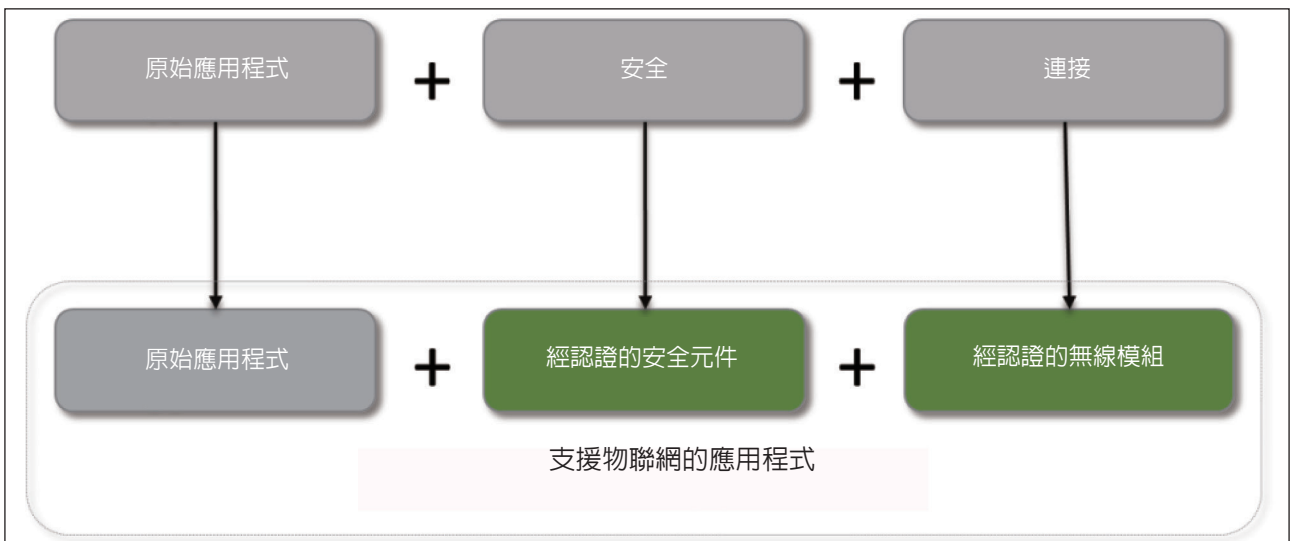 原始應用程式
安全
連接
原始應用程式
經認證的安全元件
經認證的無線模組
支援物聯網的應用程式